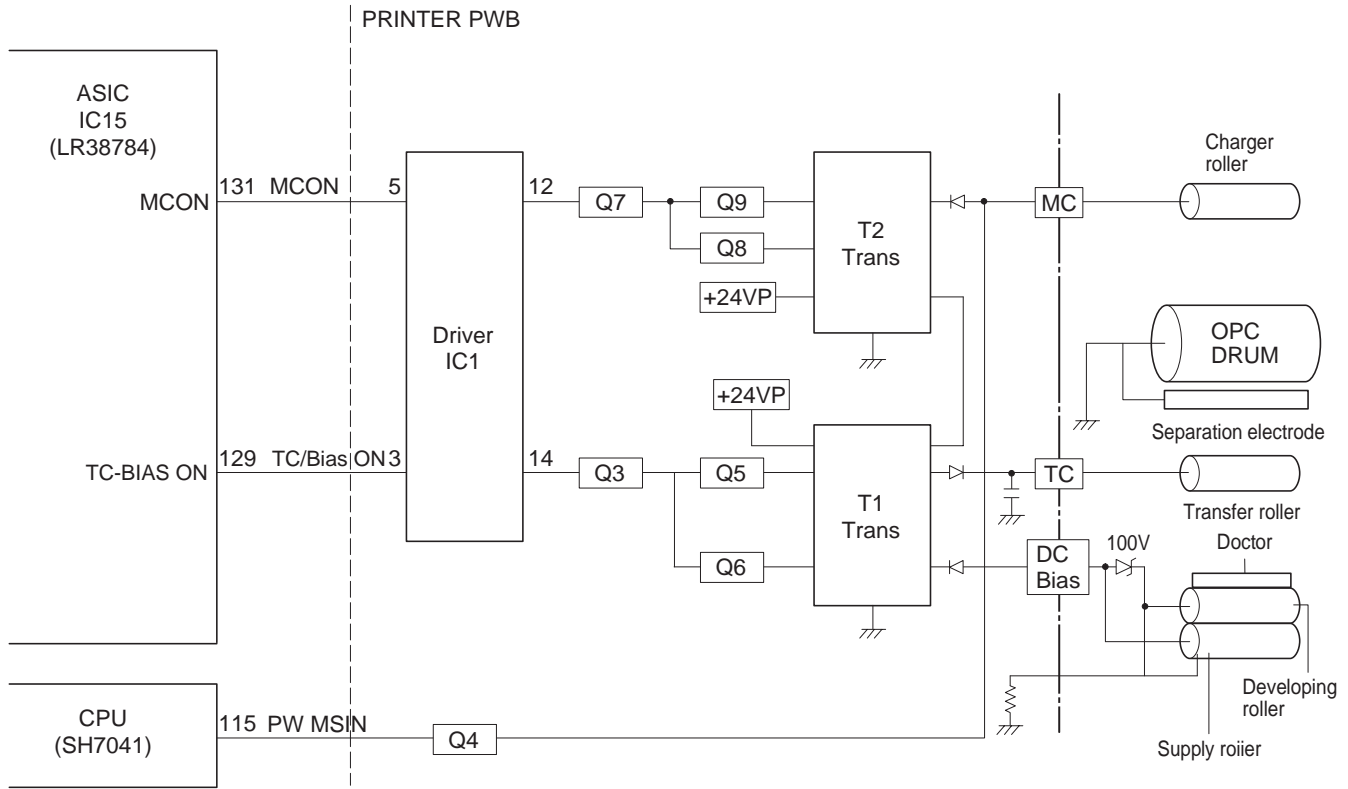 PRINTER PWB
ASIC
IC15
(LR38784)
MCON
131 MCON
5
12
Q7
Q9
Q8
+24VP
T2
Trans
MC
Charger
roller
Driver
IC1
OPC
DRUM
Separation electrode
+24VP
TC-BIAS ON
129 TC/Bias ON 3
14
Q3
Q5
Q6
T1
Trans
TC
Transfer roller
DC
Bias
100V
Doctor
Developing
roller
Supply roiier
CPU
(SH7041)
115 PW MSIN
Q4